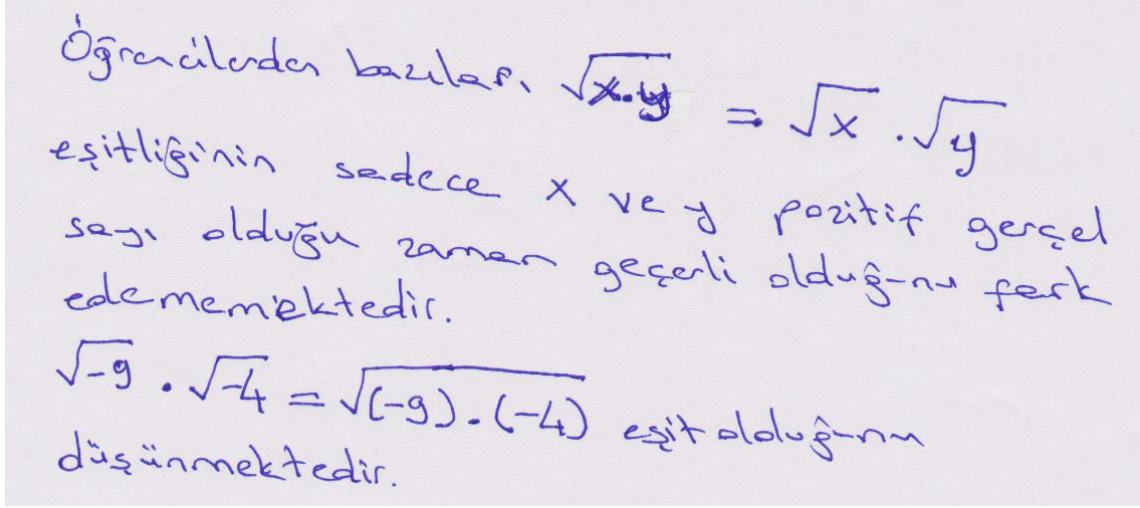 Öğrencilerden bazıları √x.y = √x . √y
eşitliğinin sadece x ve y pozitif gerçel
sayı olduğu zaman geçerli olduğunu fark
edememektedir.
√-9 . √-4 = √(-9).(-4) eşit olduğunu
düşünmektedir.